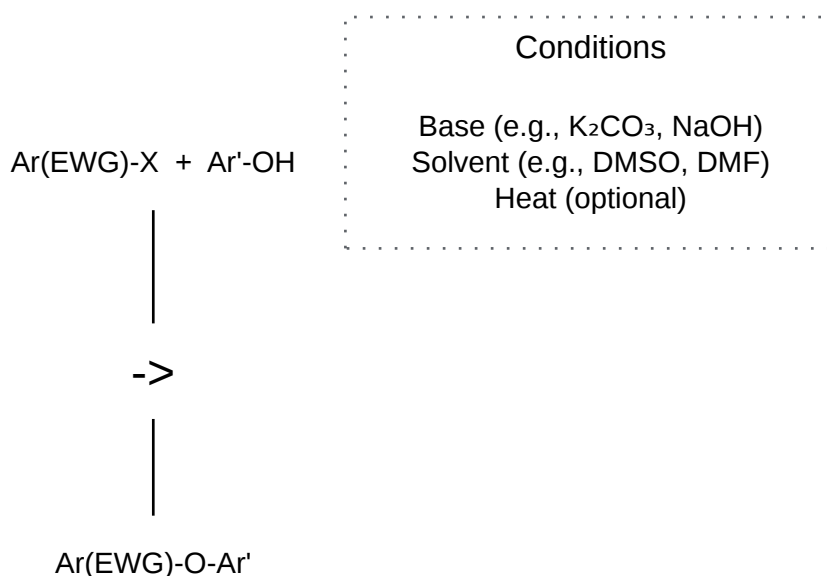 Conditions
Base (e.g., K₂CO₃, NaOH)
Ar(EWG)-X + Ar'-OH
Solvent (e.g., DMSO, DMF)
Heat (optional)
->
Ar(EWG)-O-Ar'